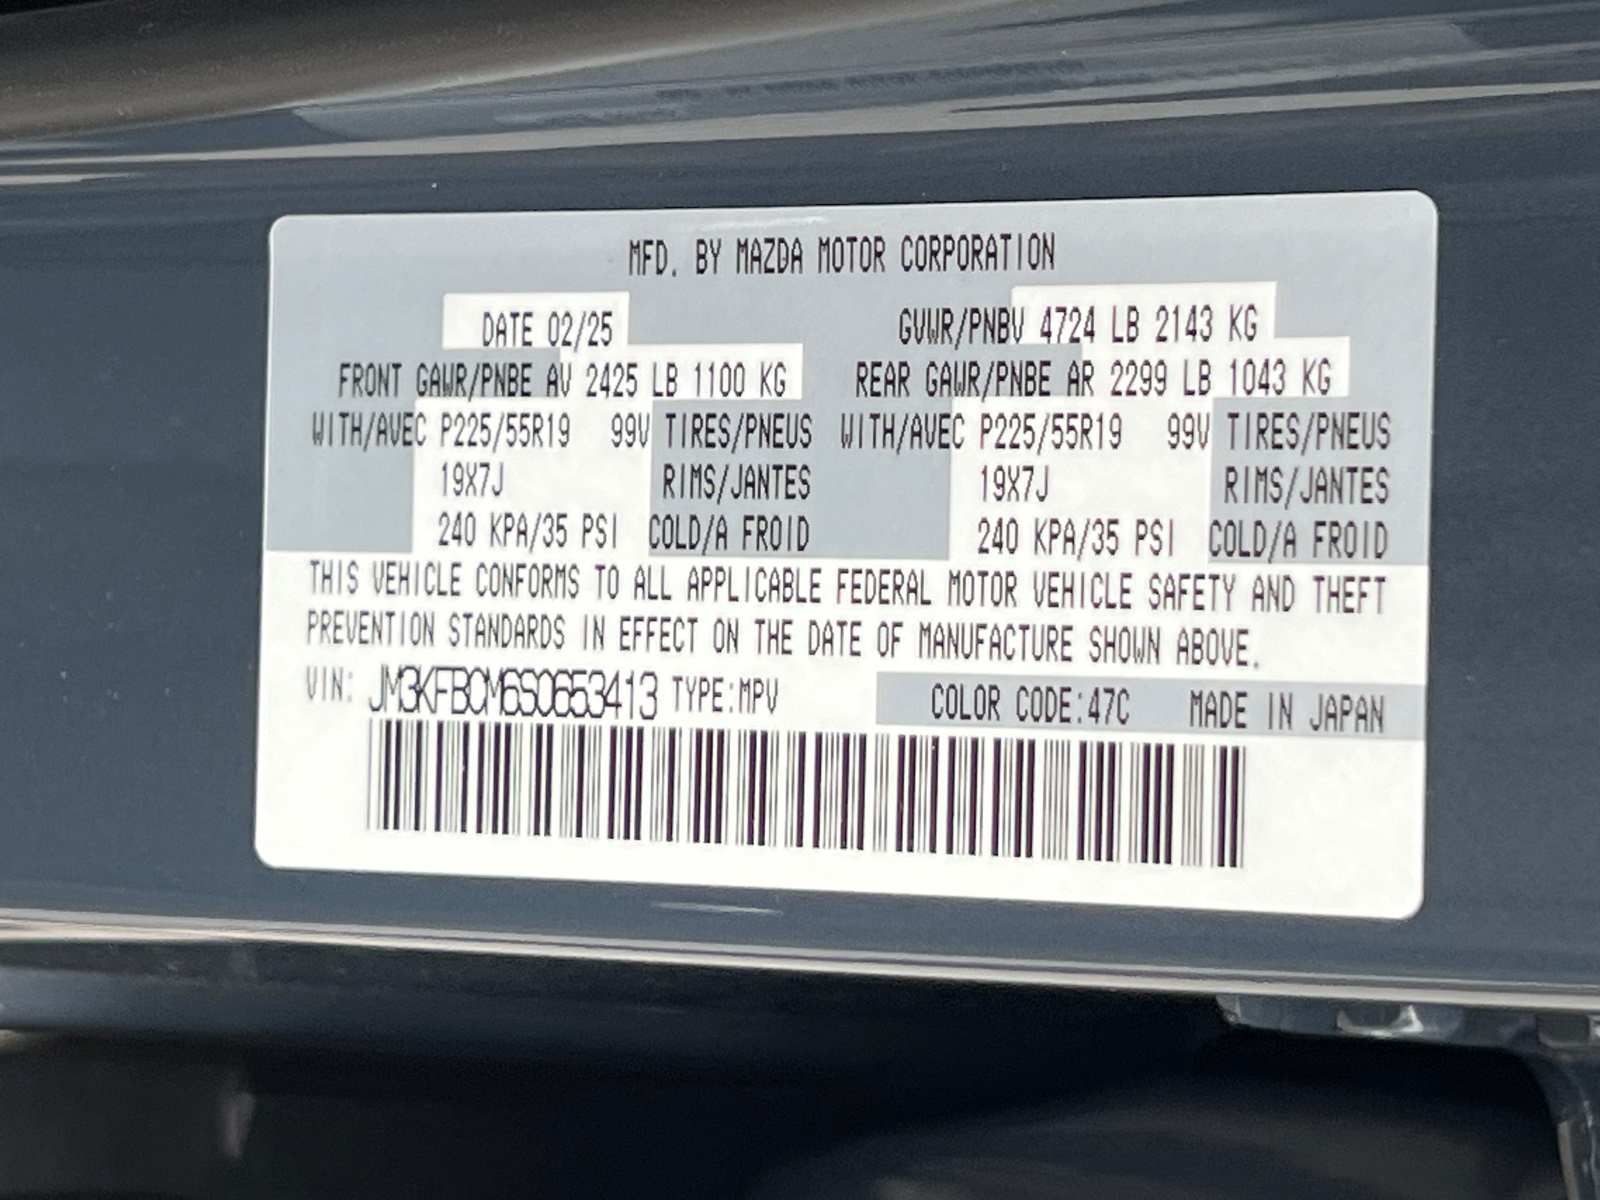 MFD. BY MAZDA MOTOR CORPORATION
DATE 02/25 GVWR/PNBV 4724 LB 2143 KG
FRONT GAWR/PNBE AV 2425 LB 1100 KG REAR GAWR/PNBE AR 2299 LB 1043 KG
WITH/AVEC P225/55R19 99V TIRES/PNEUS WITH/AVEC P225/55R19 99V TIRES/PNEUS
19X7J RIMS/JANTES 19X7J RIMS/JANTES
240 KPA/35 PSI COLD/A FROID 240 KPA/35 PSI COLD/A FROID
THIS VEHICLE CONFORMS TO ALL APPLICABLE FEDERAL MOTOR VEHICLE SAFETY AND THEFT
PREVENTION STANDARDS IN EFFECT ON THE DATE OF MANUFACTURE SHOWN ABOVE.
VIN: JM3KFBCM6S0653413 TYPE:MPV COLOR CODE:47C MADE IN JAPAN